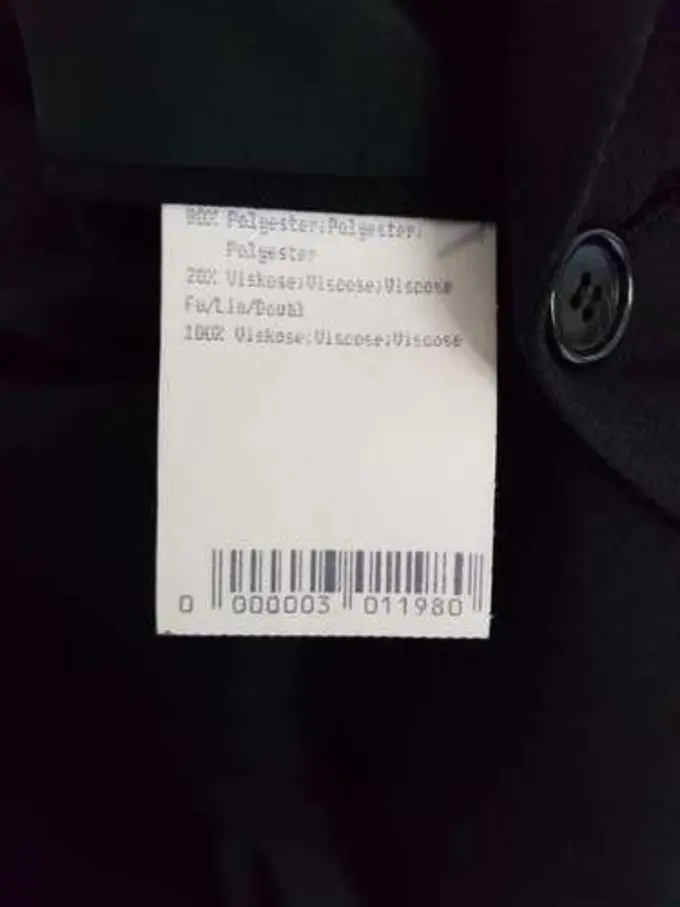 80% Polyester;Polyester;
Polyester
20% Viskose;Viscose;Viscose
Fu/Lin/Doubl
100% Viskose;Viscose;Viscose
0 000003 011980